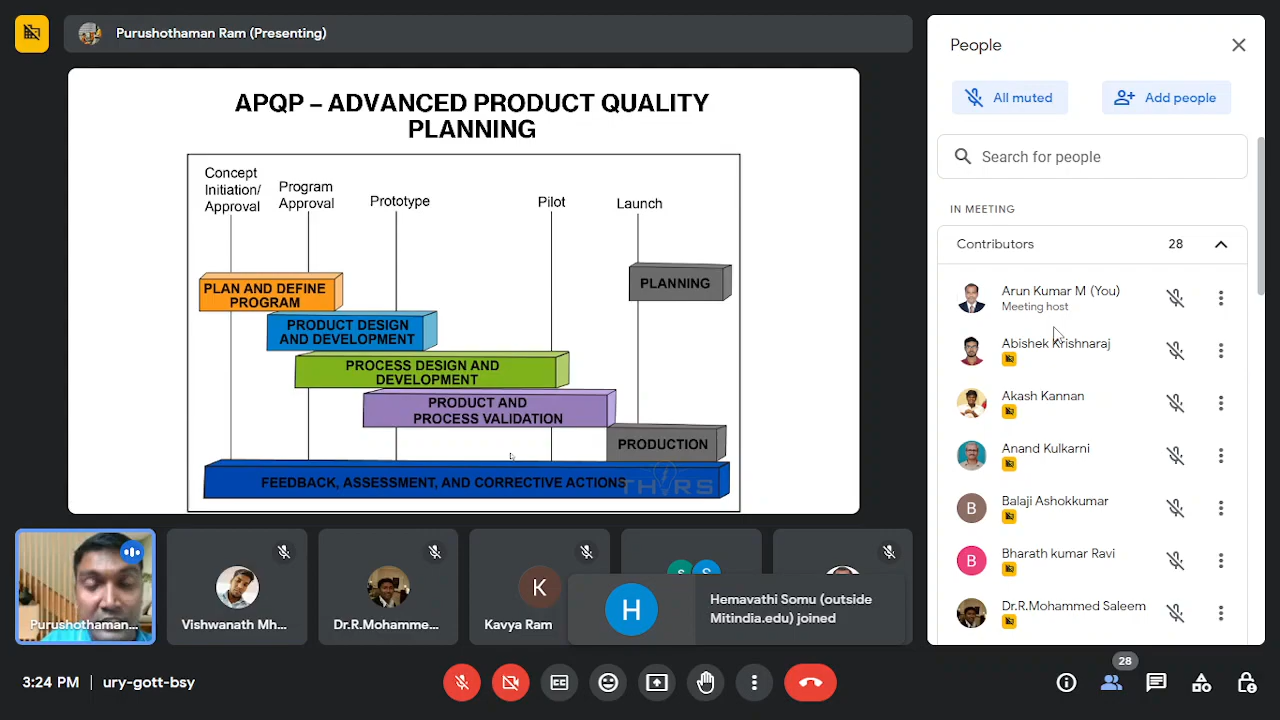 Purushothaman Ram (Presenting)
APQP – ADVANCED PRODUCT QUALITY
PLANNING
Concept
Initiation/
Approval
Program
Approval
Prototype
Pilot
Launch
PLAN AND DEFINE
PROGRAM
PLANNING
PRODUCT DESIGN
AND DEVELOPMENT
PROCESS DESIGN AND
DEVELOPMENT
PRODUCT AND
PROCESS VALIDATION
PRODUCTION
FEEDBACK, ASSESSMENT, AND CORRECTIVE ACTIONS
THORS
Purushothaman...
Vishwanath Mh...
Dr.R.Mohamme...
K
Kavya Ram
S
S
H
Hemavathi Somu (outside
Mitindia.edu) joined
3:24 PM | ury-gott-bsy
People
All muted
Add people
Search for people
IN MEETING
Contributors 28
Arun Kumar M (You)
Meeting host
Abishek Krishnaraj
Akash Kannan
Anand Kulkarni
B
Balaji Ashokkumar
B
Bharath kumar Ravi
Dr.R.Mohammed Saleem
28